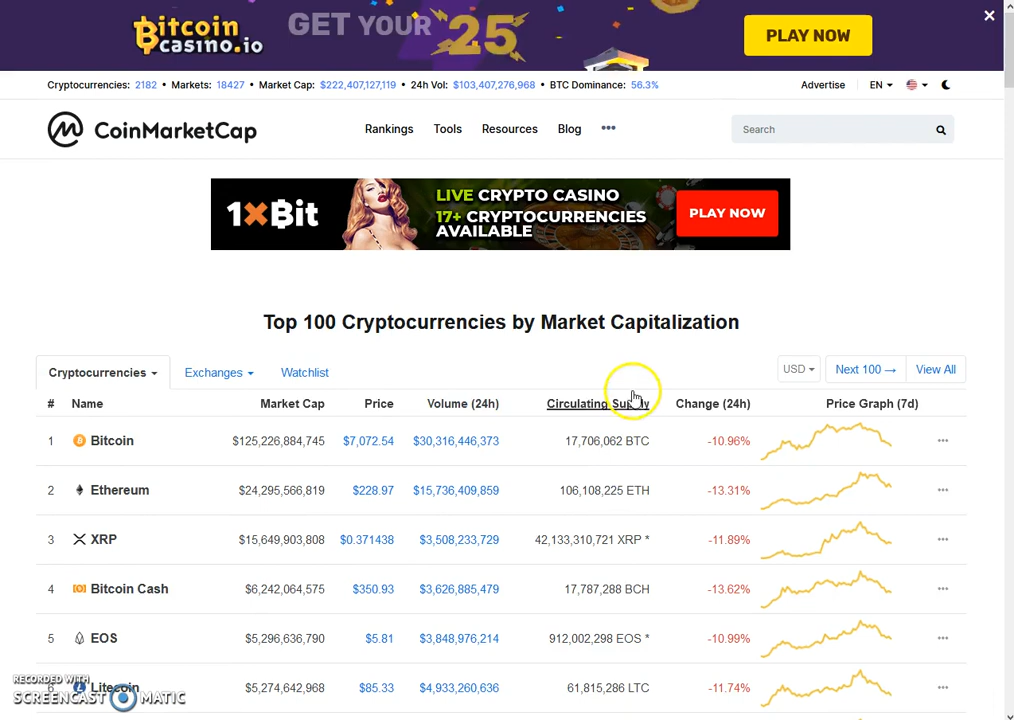 Bitcoin casino.io GET YOUR 25 PLAY NOW
Cryptocurrencies: 2182 • Markets: 18427 • Market Cap: $222,407,127,119 • 24h Vol: $103,407,276,968 • BTC Dominance: 56.3% Advertise EN
CoinMarketCap Rankings Tools Resources Blog ••• Search
1XBit LIVE CRYPTO CASINO 17+ CRYPTOCURRENCIES AVAILABLE PLAY NOW
Top 100 Cryptocurrencies by Market Capitalization
Cryptocurrencies Exchanges Watchlist USD Next 100 → View All
# Name Market Cap Price Volume (24h) Circulating Supply Change (24h) Price Graph (7d)
1 Bitcoin $125,226,884,745 $7,072.54 $30,316,446,373 17,706,062 BTC -10.96%
2 Ethereum $24,295,566,819 $228.97 $15,736,409,859 106,108,225 ETH -13.31%
3 XRP $15,649,903,808 $0.371438 $3,508,233,729 42,133,310,721 XRP * -11.89%
4 Bitcoin Cash $6,242,064,575 $350.93 $3,626,885,479 17,787,288 BCH -13.62%
5 EOS $5,296,636,790 $5.81 $3,848,976,214 912,002,298 EOS * -10.99%
6 Litecoin $5,274,642,968 $85.33 $4,933,260,636 61,815,286 LTC -11.74%
RECORDED WITH
SCREENCAST MATIC